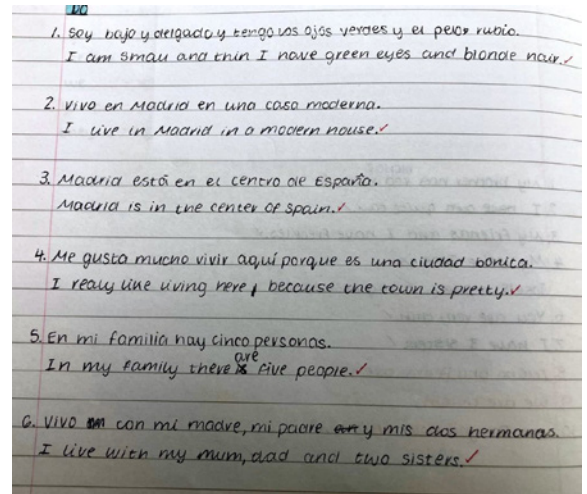 DO
1. Soy bajo y delgado y tengo los ojos verdes y el pelo rubio.
I am small and thin I have green eyes and blonde hair.
2. Vivo en Madrid en una casa moderna.
I live in Madrid in a modern house.
3. Madrid está en el centro de España.
Madrid is in the center of Spain.
4. Me gusta mucho vivir aquí porque es una ciudad bonita.
I really like living here, because the town is pretty.
5. En mi familia hay cinco personas.
In my family there are five people.
6. Vivo con mi madre, mi padre y mis dos hermanas.
I live with my mum, dad and two sisters.